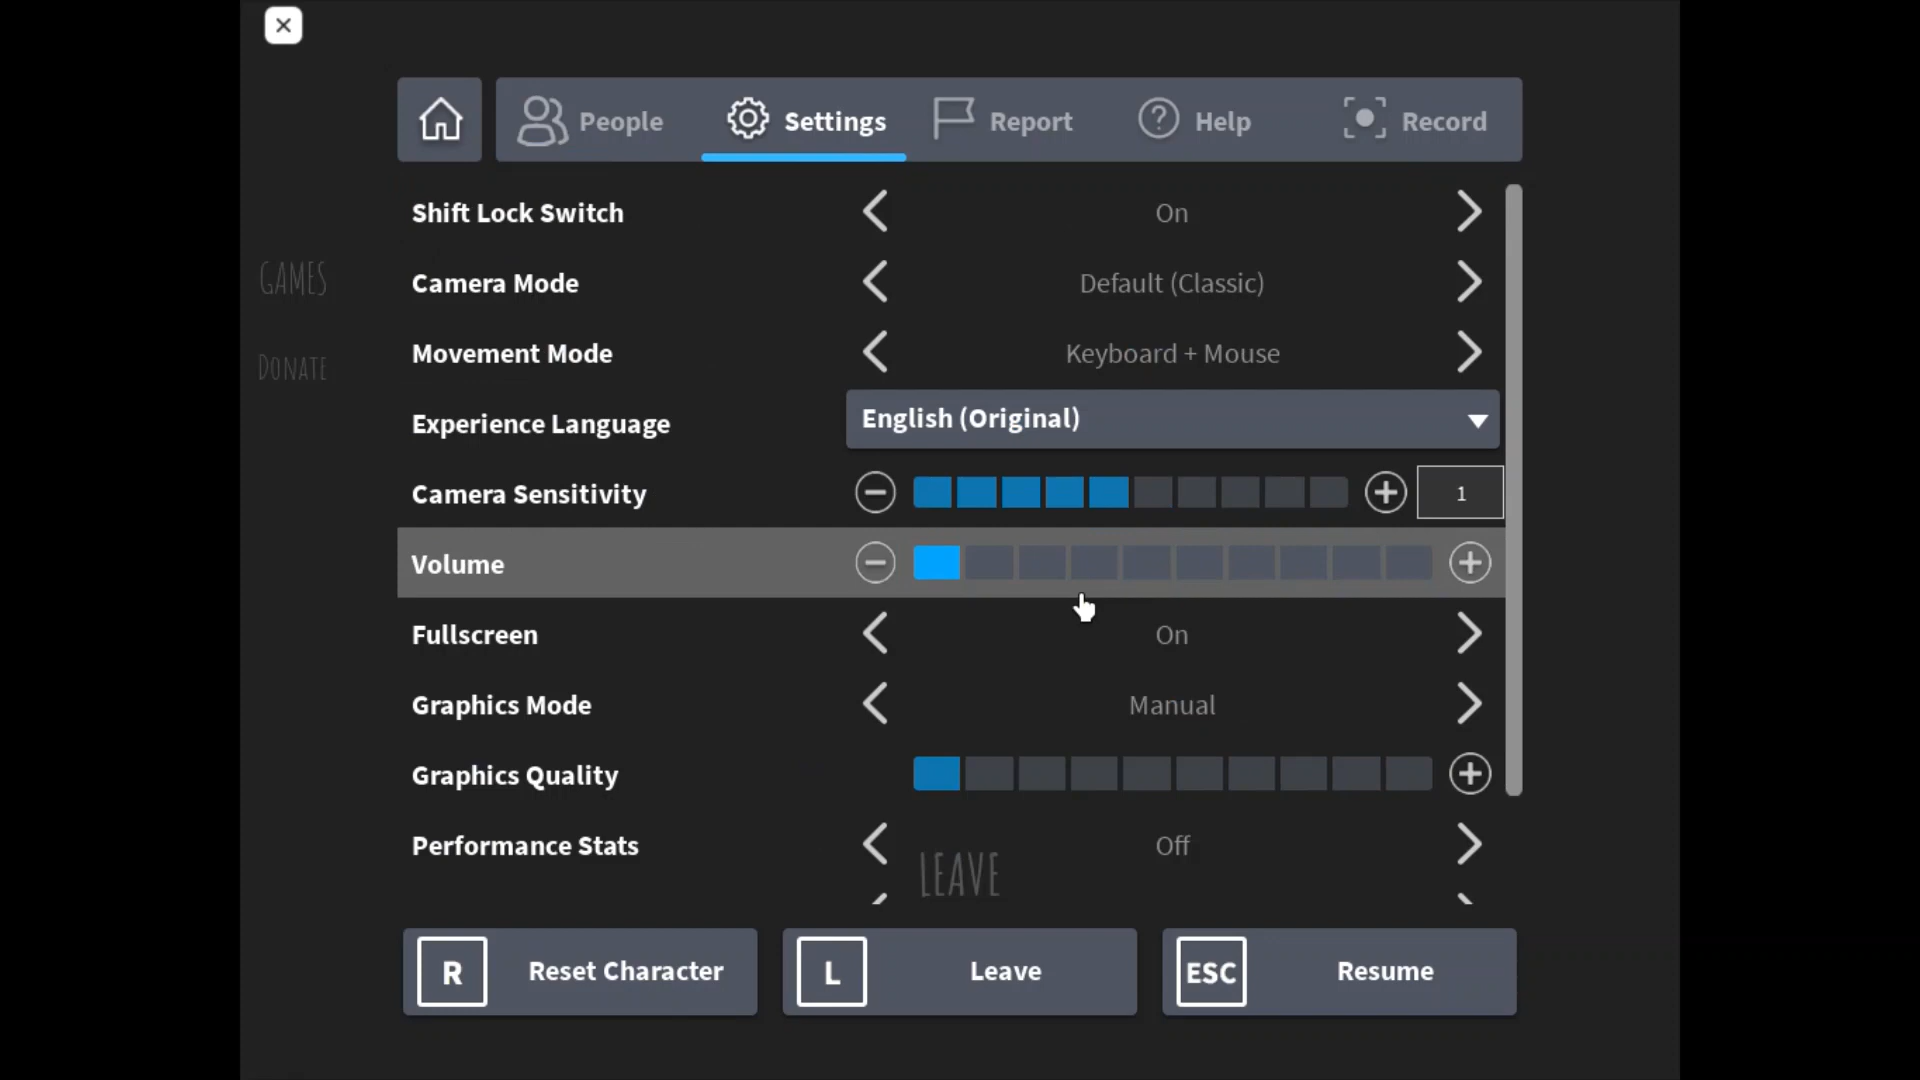 People Settings Report Help Record
Shift Lock Switch On
Camera Mode Default (Classic)
GAMES
Movement Mode Keyboard + Mouse
DONATE
Experience Language English (Original)
Camera Sensitivity 1
Volume
Fullscreen On
Graphics Mode Manual
Graphics Quality
Performance Stats Off
LEAVE
R Reset Character L Leave ESC Resume